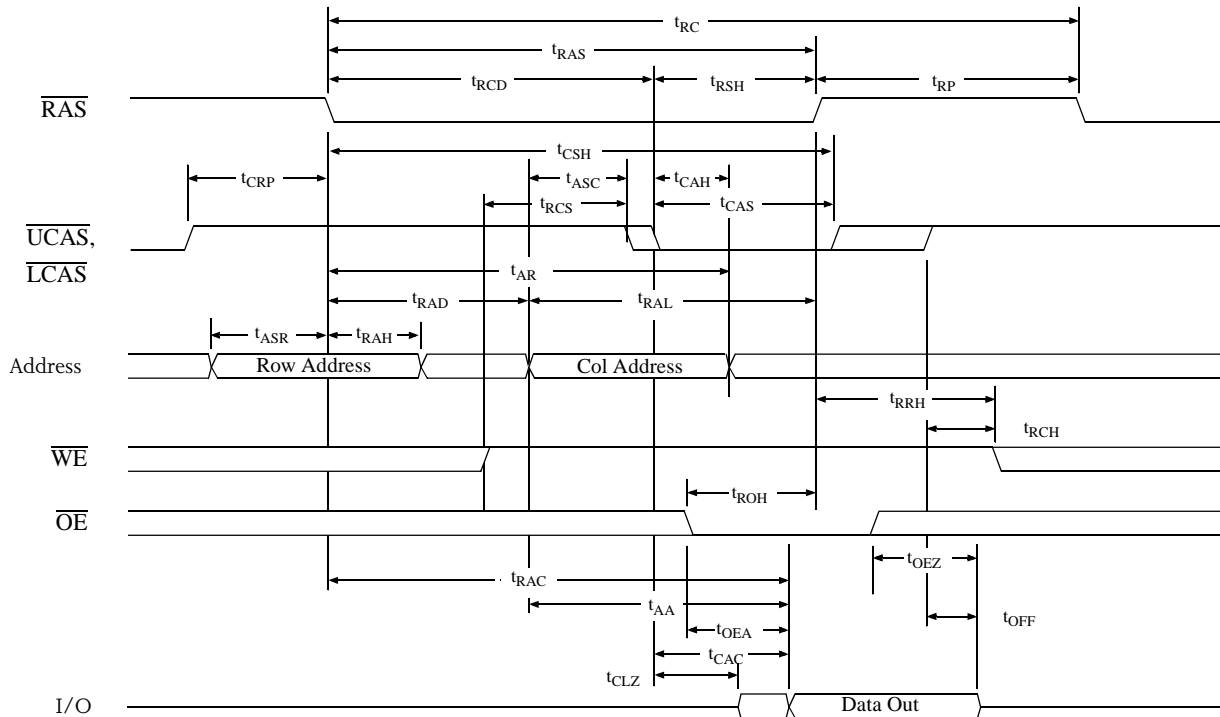 tRC
tRAS
tRCD tRSH tRP
RAS
tCSH
tCRP tASC tCAH
tRCS tCAS
UCAS,
LCAS
tAR
tRAD tRAL
tASR tRAH
Address Row Address Col Address
tRRH
tRCH
WE
tROH
OE
tOEZ
tRAC
tAA
tOFF
tOEA
tCAC
tCLZ
I/O Data Out